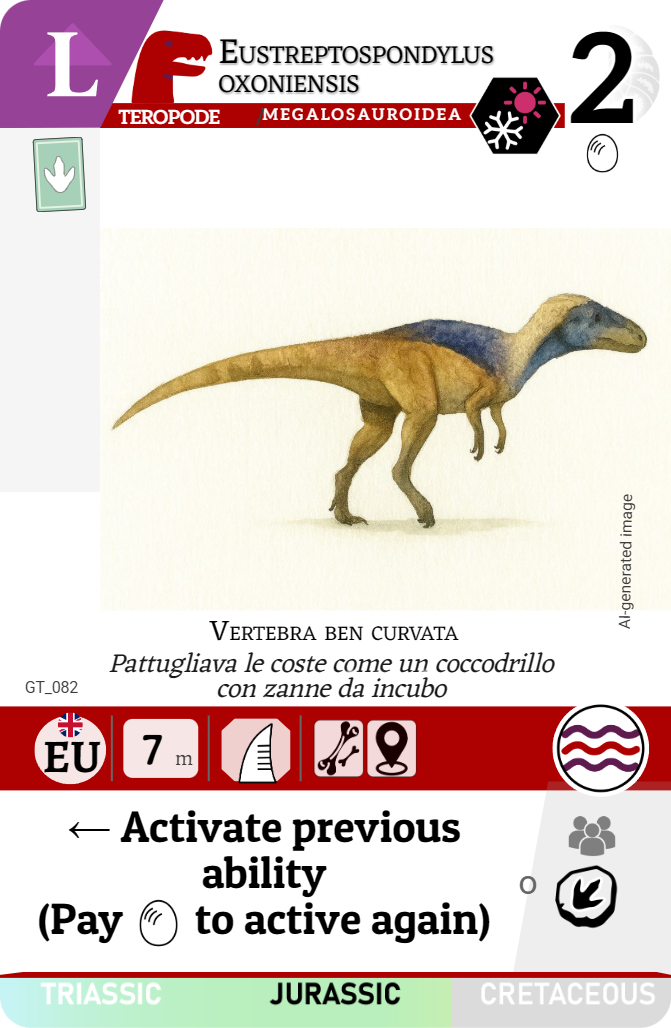 L
EUSTREPTOSPONDYLUS
OXONIENSIS
2
TEROPODE
MEGALOSAUROIDEA
AI-generated image
VERTEBRA BEN CURVATA
Pattugliava le coste come un coccodrillo
con zanne da incubo
GT_082
EU
7 m
← Activate previous
ability
(Pay to active again)
O
TRIASSIC JURASSIC CRETACEOUS